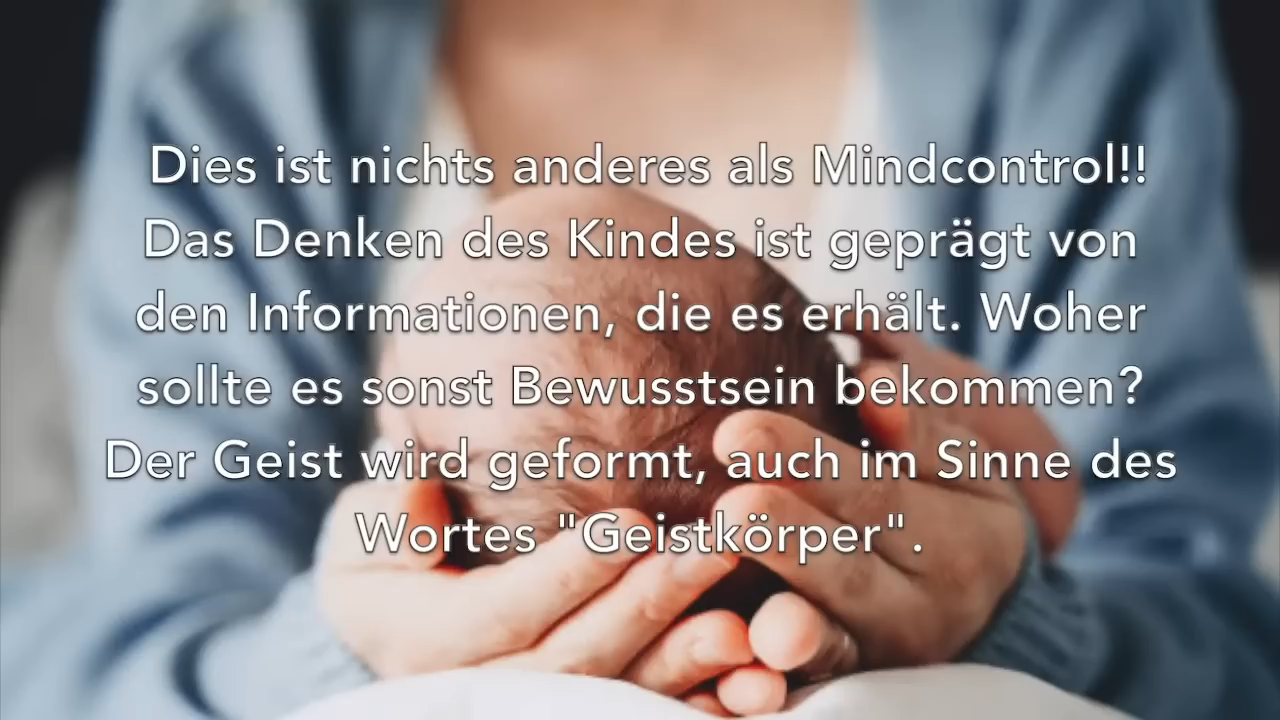 Dies ist nichts anderes als Mindcontrol!!
Das Denken des Kindes ist geprägt von
den Informationen, die es erhält. Woher
sollte es sonst Bewusstsein bekommen?
Der Geist wird geformt, auch im Sinne des
Wortes "Geistkörper".